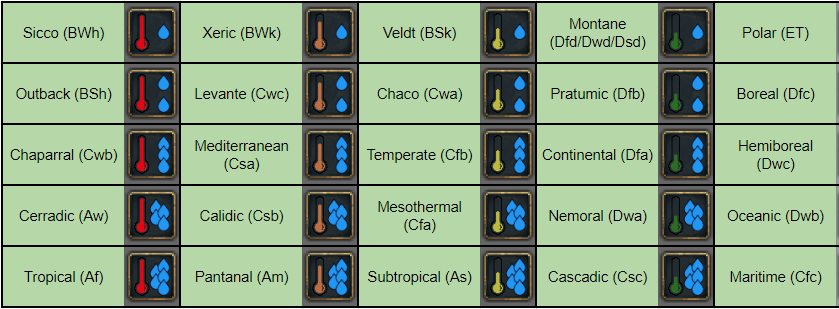 Sicco (BWh) Xeric (BWk) Veldt (BSk) Montane (Dfd/Dwd/Dsd) Polar (ET)
Outback (BSh) Levante (Cwc) Chaco (Cwa) Pratumic (Dfb) Boreal (Dfc)
Chaparral (Cwb) Mediterranean (Csa) Temperate (Cfb) Continental (Dfa) Hemiboreal (Dwc)
Cerradic (Aw) Calidic (Csb) Mesothermal (Cfa) Nemoral (Dwa) Oceanic (Dwb)
Tropical (Af) Pantanal (Am) Subtropical (As) Cascadic (Csc) Maritime (Cfc)